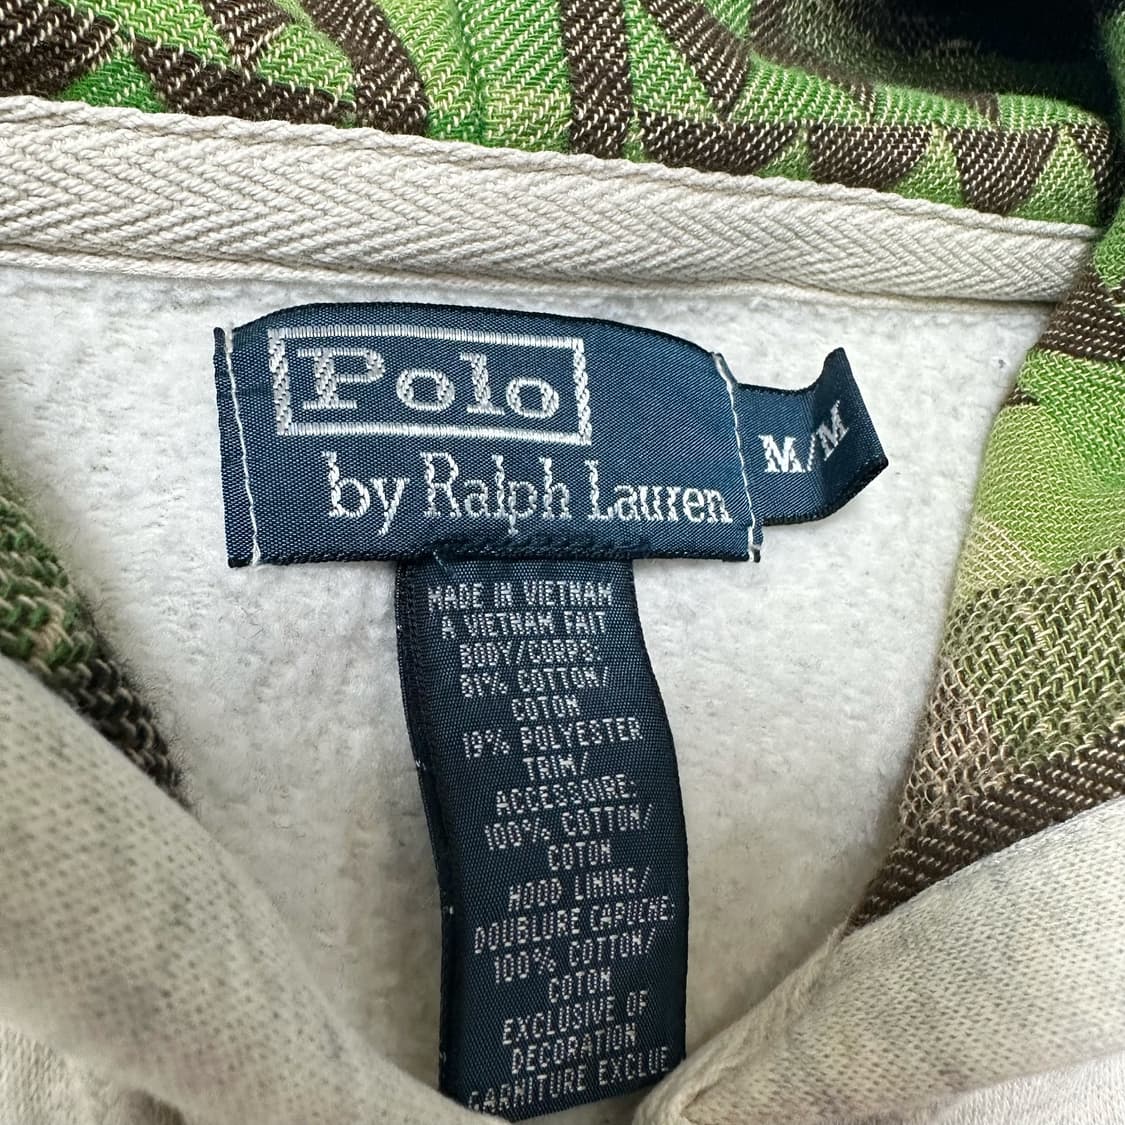 Polo
by Ralph Lauren
M/M
MADE IN VIETNAM
A VIETNAM FAIT
BODY/CORPS:
81% COTTON/
COTON
19% POLYESTER
TRIM/
ACCESSOIRE:
100% COTTON/
COTON
HOOD LINING/
DOUBLURE CAPUCHE:
100% COTTON/
COTON
EXCLUSIVE OF
DECORATION
GARNITURE EXCLUE